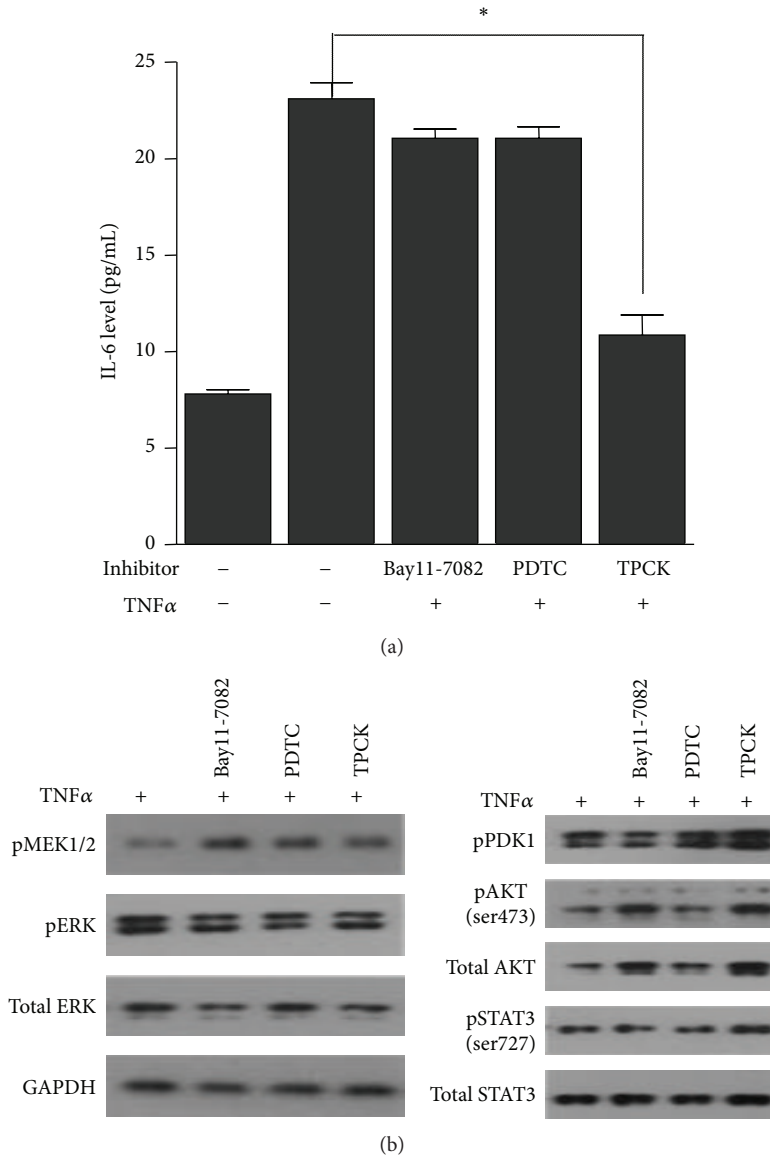 *
30
25
20
15
10
5
0
IL-6 level (pg/mL)
Inhibitor – – Bay11-7082 PDTC TPCK
TNFα – – + + +
(a)
Bay11-7082 PDTC TPCK
TNFα + + + +
pMEK1/2
pERK
Total ERK
GAPDH
Bay11-7082 PDTC TPCK
TNFα + + + +
pPDK1
pAKT
(ser473)
Total AKT
pSTAT3
(ser727)
Total STAT3
(b)